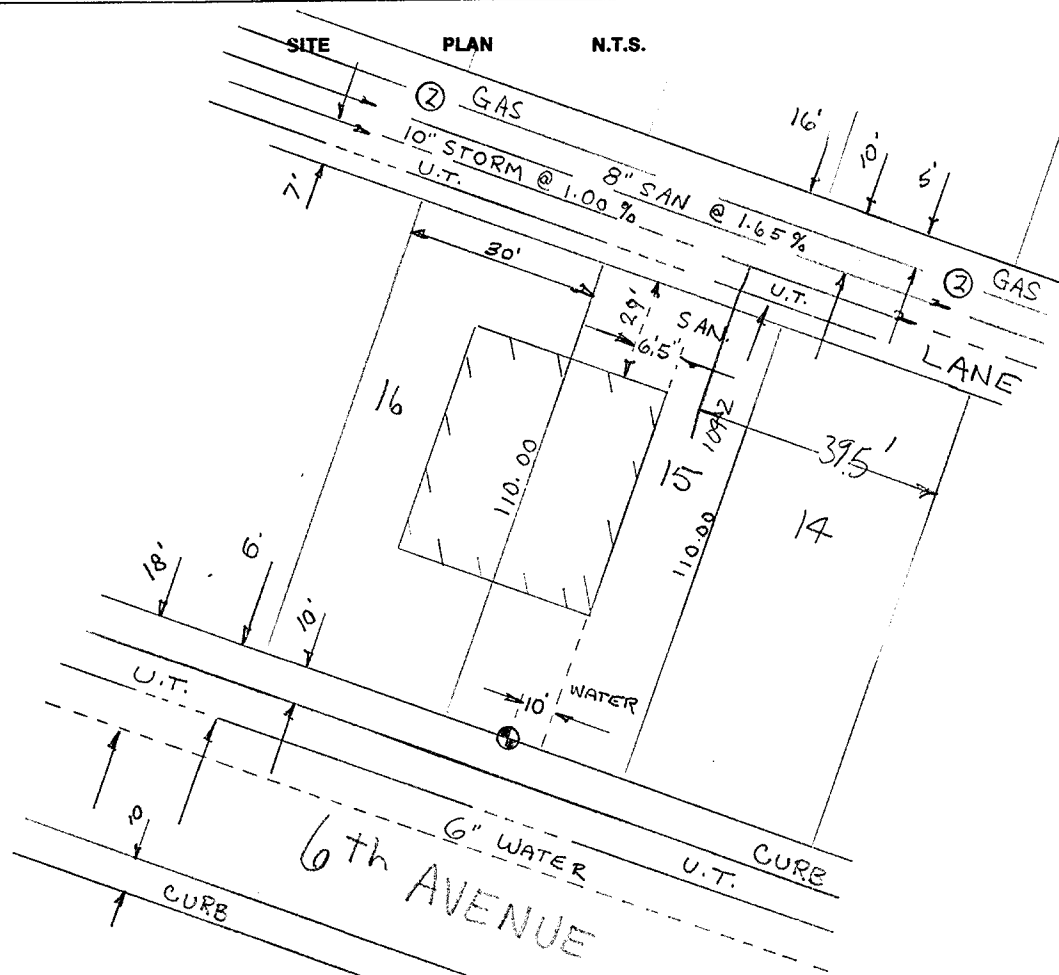 SITE PLAN N.T.S.
② GAS
16'
10'
5'
10" STORM @ 1.00 %
8" SAN @ 1.65 %
U.T.
7'
② GAS
U.T.
LANE
30'
29'
SAN.
6.5'
109.2
39.5'
16
110.00
15
110.00
14
18'
6'
10'
U.T.
10'
WATER
10
6" WATER
U.T.
CURB
CURB
6th AVENUE